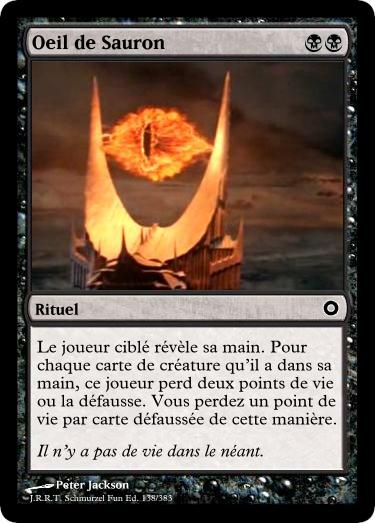 Oeil de Sauron
Rituel
Le joueur ciblé révèle sa main. Pour
chaque carte de créature qu'il a dans sa
main, ce joueur perd deux points de vie
ou la défausse. Vous perdez un point de
vie par carte défaussée de cette manière.
Il n'y a pas de vie dans le néant.
Peter Jackson
J.R.R.T. Schmurzel Fun Ed. 138/383